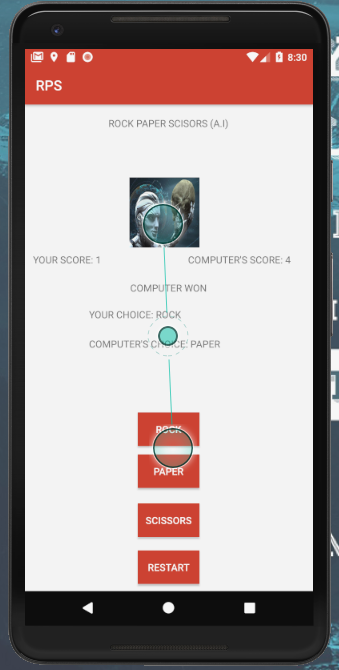 8:30
RPS
ROCK PAPER SCISORS (A.I)
YOUR SCORE: 1 COMPUTER'S SCORE: 4
COMPUTER WON
YOUR CHOICE: ROCK
COMPUTER'S CHOICE: PAPER
ROCK
PAPER
SCISSORS
RESTART